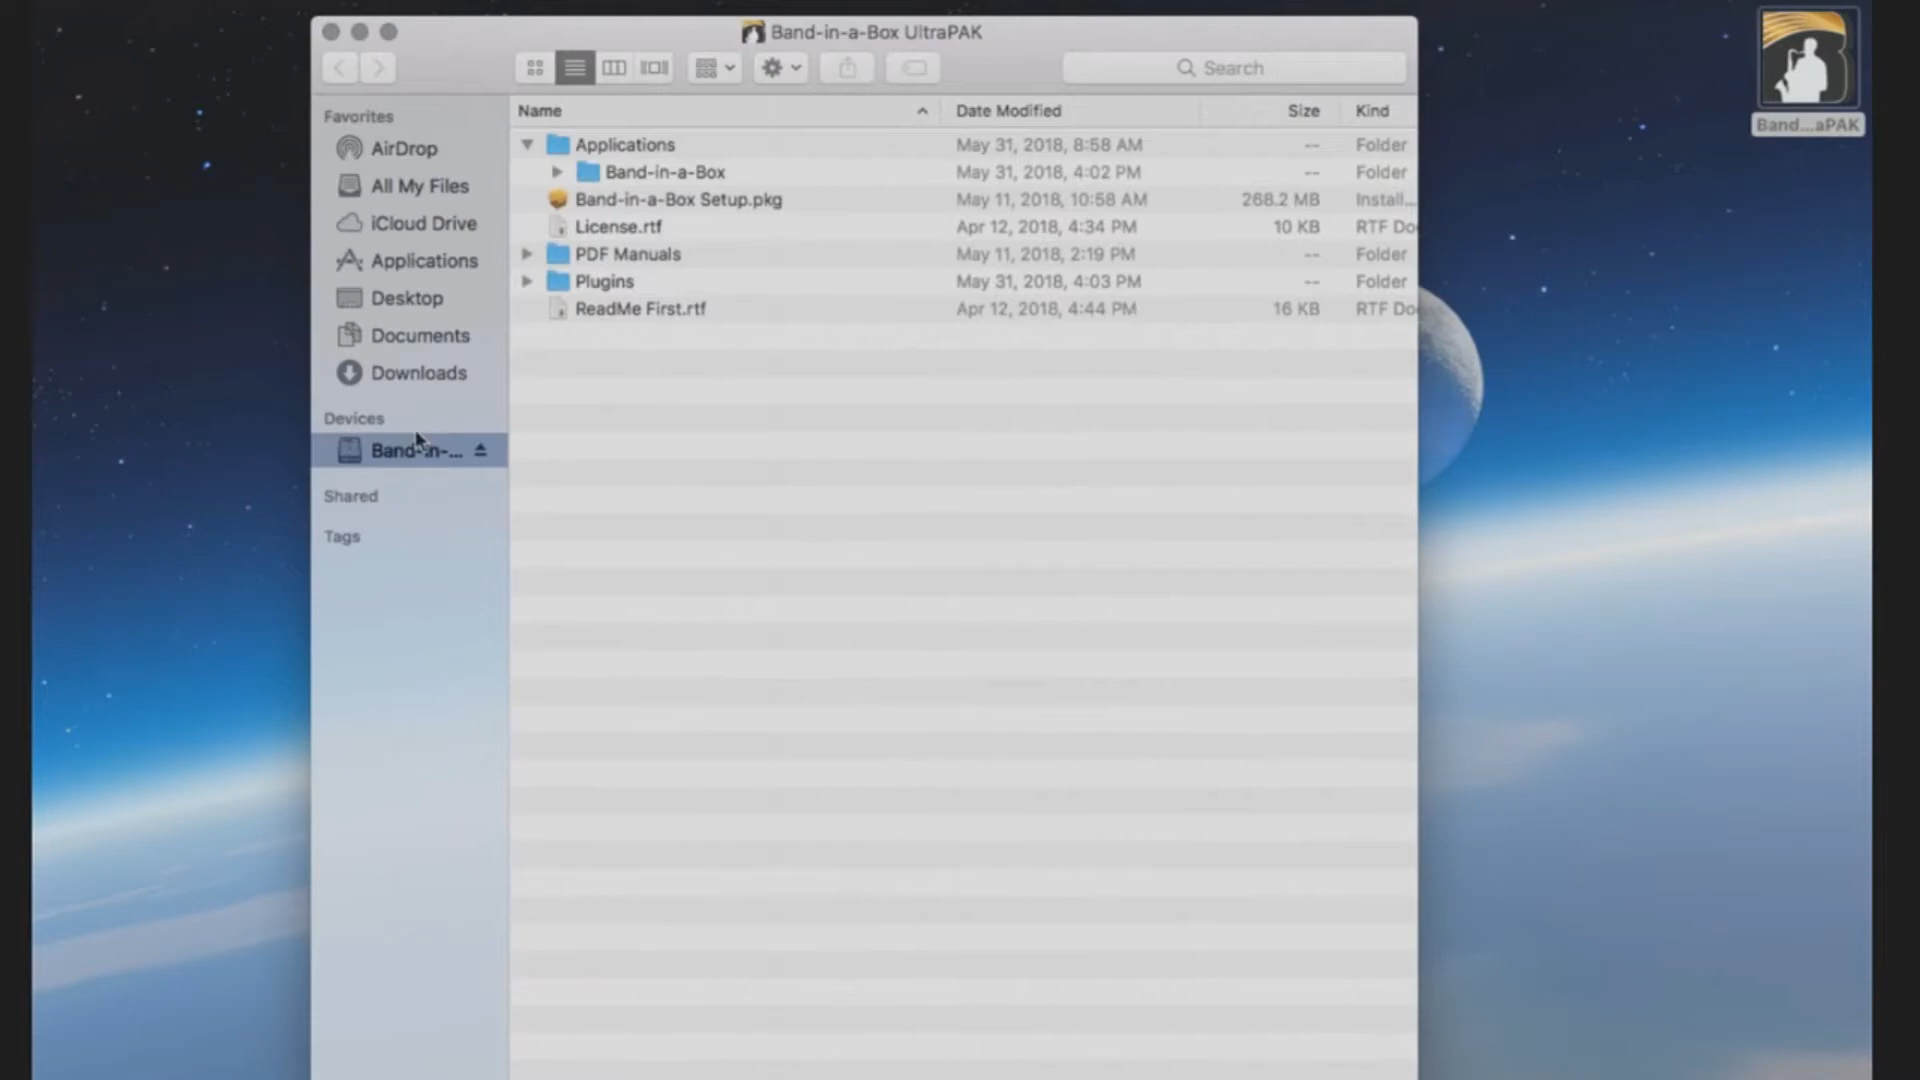 Band-in-a-Box UltraPAK
Search
Band...aPAK
Favorites
AirDrop
All My Files
iCloud Drive
Applications
Desktop
Documents
Downloads
Devices
Band-in-...
Shared
Tags
Name Date Modified Size Kind
Applications May 31, 2018, 8:58 AM -- Folder
Band-in-a-Box May 31, 2018, 4:02 PM -- Folder
Band-in-a-Box Setup.pkg May 11, 2018, 10:58 AM 268.2 MB Install...
License.rtf Apr 12, 2018, 4:34 PM 10 KB RTF Do
PDF Manuals May 11, 2018, 2:19 PM -- Folder
Plugins May 31, 2018, 4:03 PM -- Folder
ReadMe First.rtf Apr 12, 2018, 4:44 PM 16 KB RTF Do